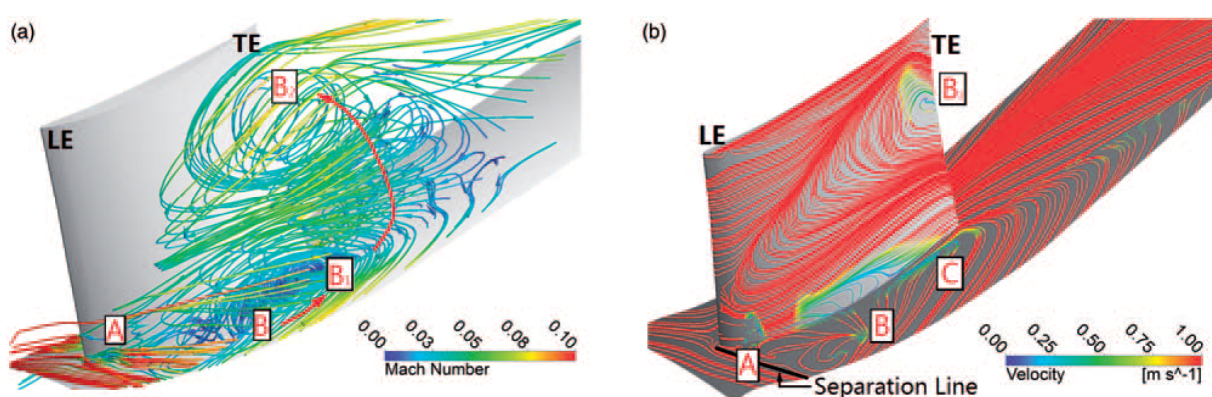 (a)
TE
B₂
LE
B₁
A
B
0.00 0.03 0.05 0.08 0.10
Mach Number
(b)
TE
B₂
LE
C
B
A
Separation Line
0.00 0.25 0.50 0.75 1.00
Velocity [m s^-1]